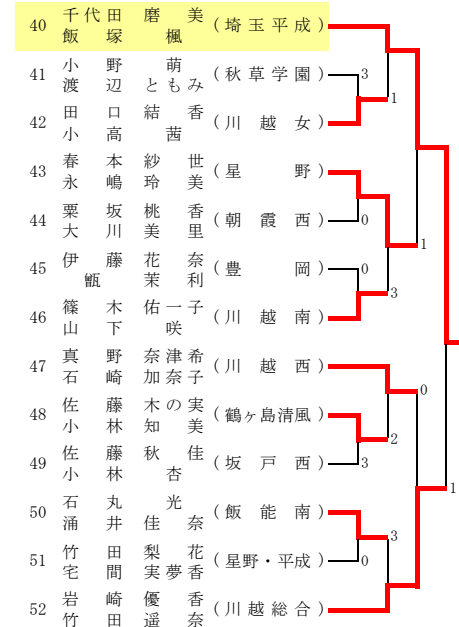 40 千代田 磨 美 (埼玉平成)
飯 塚 楓
41 小 野 萌 (秋草学園) 3
渡 辺 ともみ
1
42 田 口 結 香 (川 越 女)
小 高 茜
43 春 本 紗 世 (星 野)
永 嶋 玲 美
44 栗 坂 桃 香 (朝 霞 西) 0
大 川 美 里
1
45 伊 藤 花 奈 (豊 岡) 0
甑 茉 利
3
46 篠 木 佑一子 (川 越 南)
山 下 咲
47 真 野 奈津希 (川 越 西)
石 崎 加奈子
0
48 佐 藤 木の実 (鶴ヶ島清風)
小 林 知 美
2
49 佐 藤 秋 佳 (坂 戸 西) 3
小 林 杏
1
50 石 丸 光 (飯 能 南)
涌 井 佳 奈
3
51 竹 田 梨 花 (星野・平成) 0
宅 間 実夢香
52 岩 崎 優 香 (川越総合)
竹 田 遥 奈